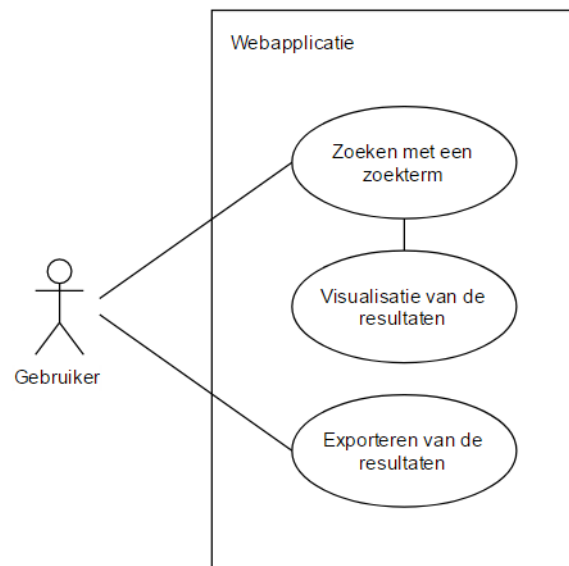 Webapplicatie
Zoeken met een
zoekterm
Visualisatie van de
resultaten
Gebruiker
Exporteren van de
resultaten